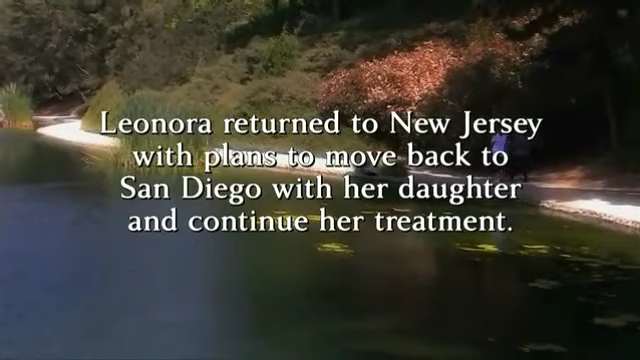 Leonora returned to New Jersey
with plans to move back to
San Diego with her daughter
and continue her treatment.